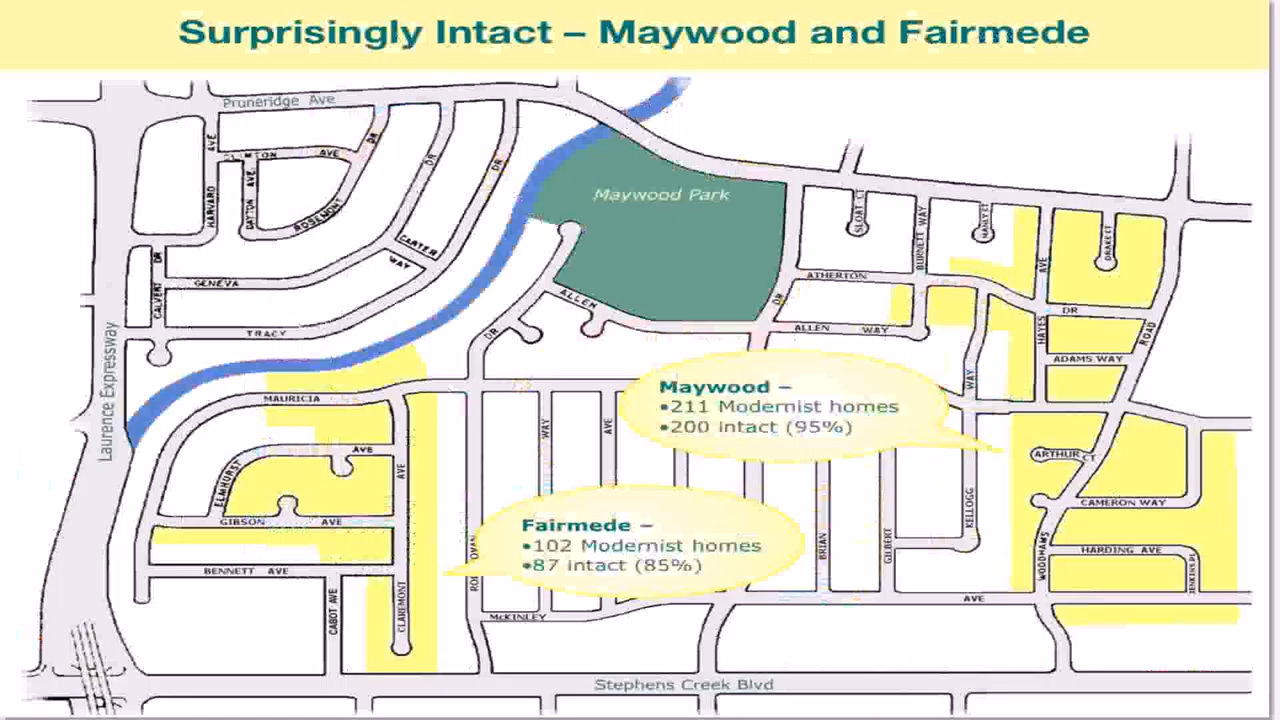 Surprisingly Intact – Maywood and Fairmede
Pruneridge Ave
HARVARD AVE
CLINTON AVE
DAYTON AVE
ROSEMONT DR
DR
DR
CARTER WAY
GENEVA
CALVERT DR
TRACY
Laurence Expressway
Maywood Park
ALLEN
DR
SLOAT CT
BURNETT WAY
MANLY CT
DRAKE CT
ATHERTON
DR
ALLEN WAY
HAYES AVE
DR
ADAMS WAY
ROAD
WAY
Maywood –
•211 Modernist homes
•200 intact (95%)
MAURICIA
ELMHURST AVE
AVE
WAY
AVE
GIBSON AVE
BENNETT AVE
CABOT AVE
CLAREMONT
Fairmede –
•102 Modernist homes
•87 intact (85%)
McKINLEY
BRIAN
GILBERT
KELLOGG
ARTHUR CT
CAMERON WAY
WOODHAMS
HARDING AVE
JENKINS PL
AVE
Stephens Creek Blvd